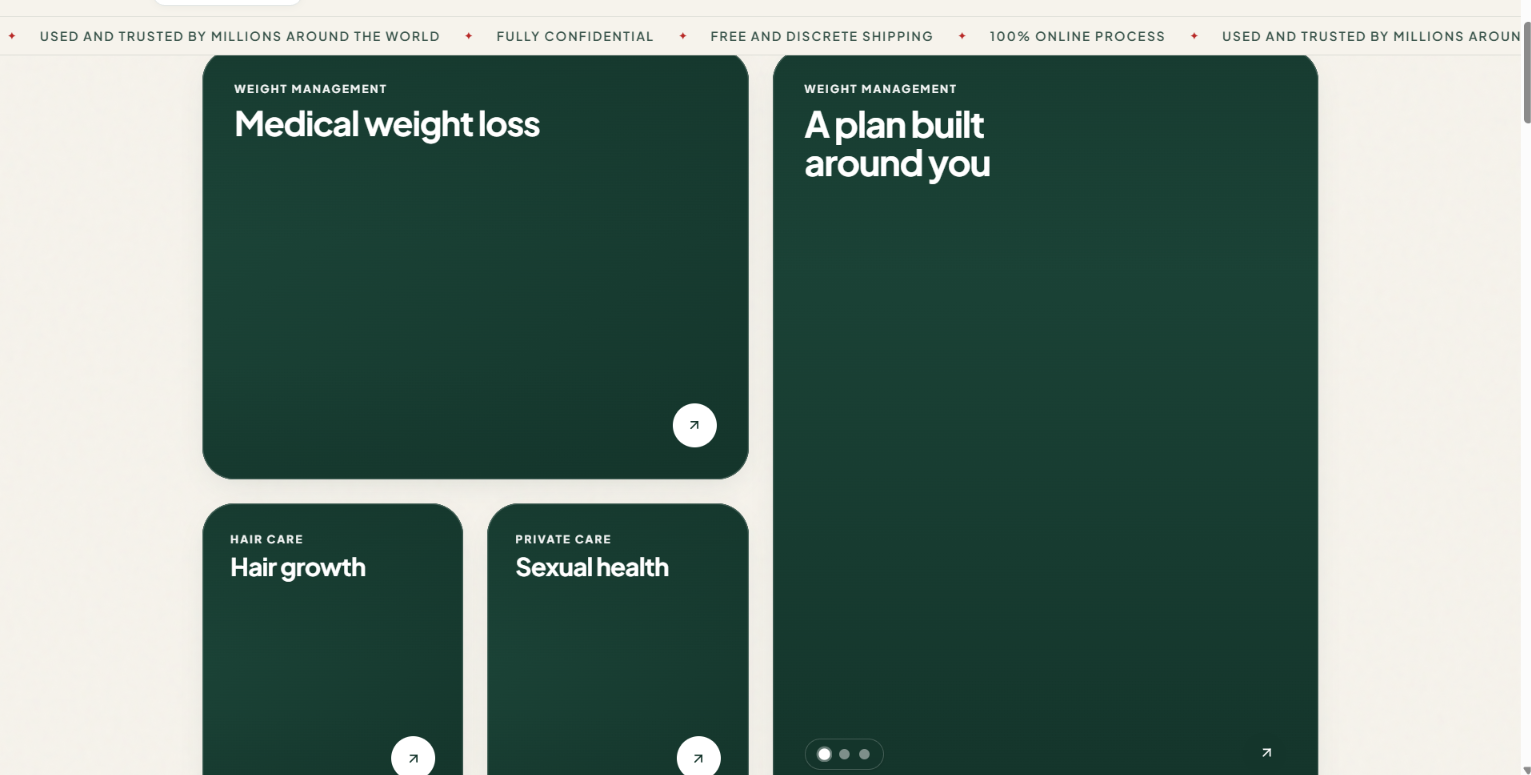 USED AND TRUSTED BY MILLIONS AROUND THE WORLD ✦ FULLY CONFIDENTIAL ✦ FREE AND DISCRETE SHIPPING ✦ 100% ONLINE PROCESS ✦ USED AND TRUSTED BY MILLIONS AROUN
WEIGHT MANAGEMENT
Medical weight loss
WEIGHT MANAGEMENT
A plan built
around you
HAIR CARE
Hair growth
PRIVATE CARE
Sexual health